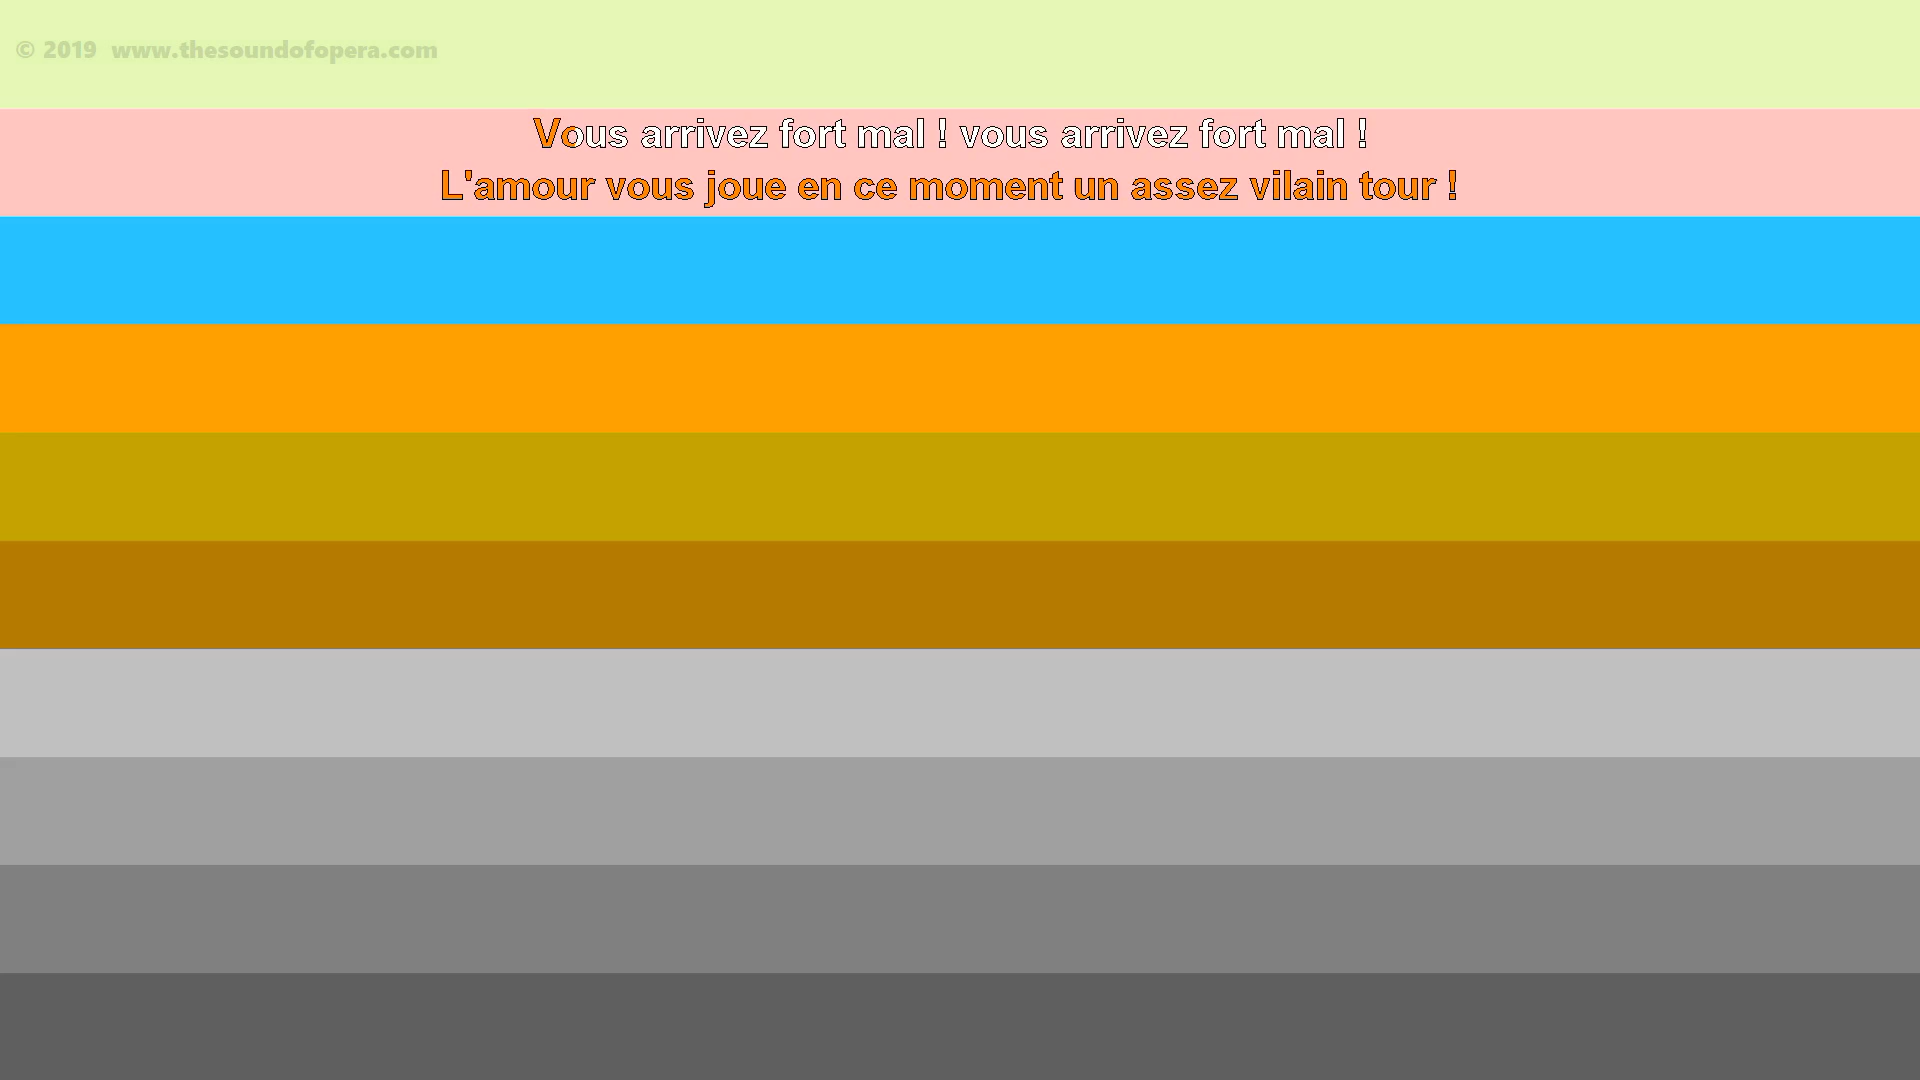 © 2019 www.thesoundofopera.com
Vous arrivez fort mal ! vous arrivez fort mal !
L'amour vous joue en ce moment un assez vilain tour !